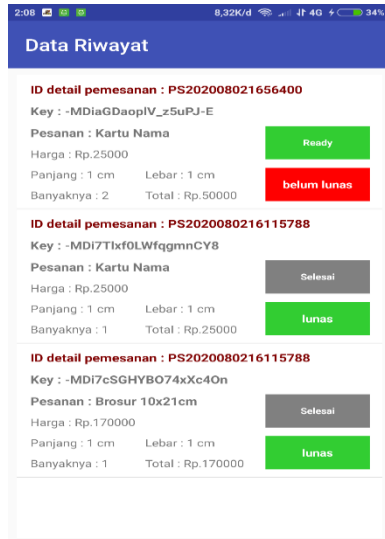 2:08 8,32K/d 4G 34%
Data Riwayat
ID detail pemesanan : PS202008021656400
Key : -MDiaGDaoplV_z5uPJ-E
Pesanan : Kartu Nama
Ready
Harga : Rp.25000
Panjang : 1 cm Lebar : 1 cm
belum lunas
Banyaknya : 2 Total : Rp.50000
ID detail pemesanan : PS2020080216115788
Key : -MDi7Tlxf0LWfqgmnCY8
Pesanan : Kartu Nama
Selesai
Harga : Rp.25000
Panjang : 1 cm Lebar : 1 cm
lunas
Banyaknya : 1 Total : Rp.25000
ID detail pemesanan : PS2020080216115788
Key : -MDi7cSGHYBO74xXc4On
Pesanan : Brosur 10x21cm
Selesai
Harga : Rp.170000
Panjang : 1 cm Lebar : 1 cm
lunas
Banyaknya : 1 Total : Rp.170000